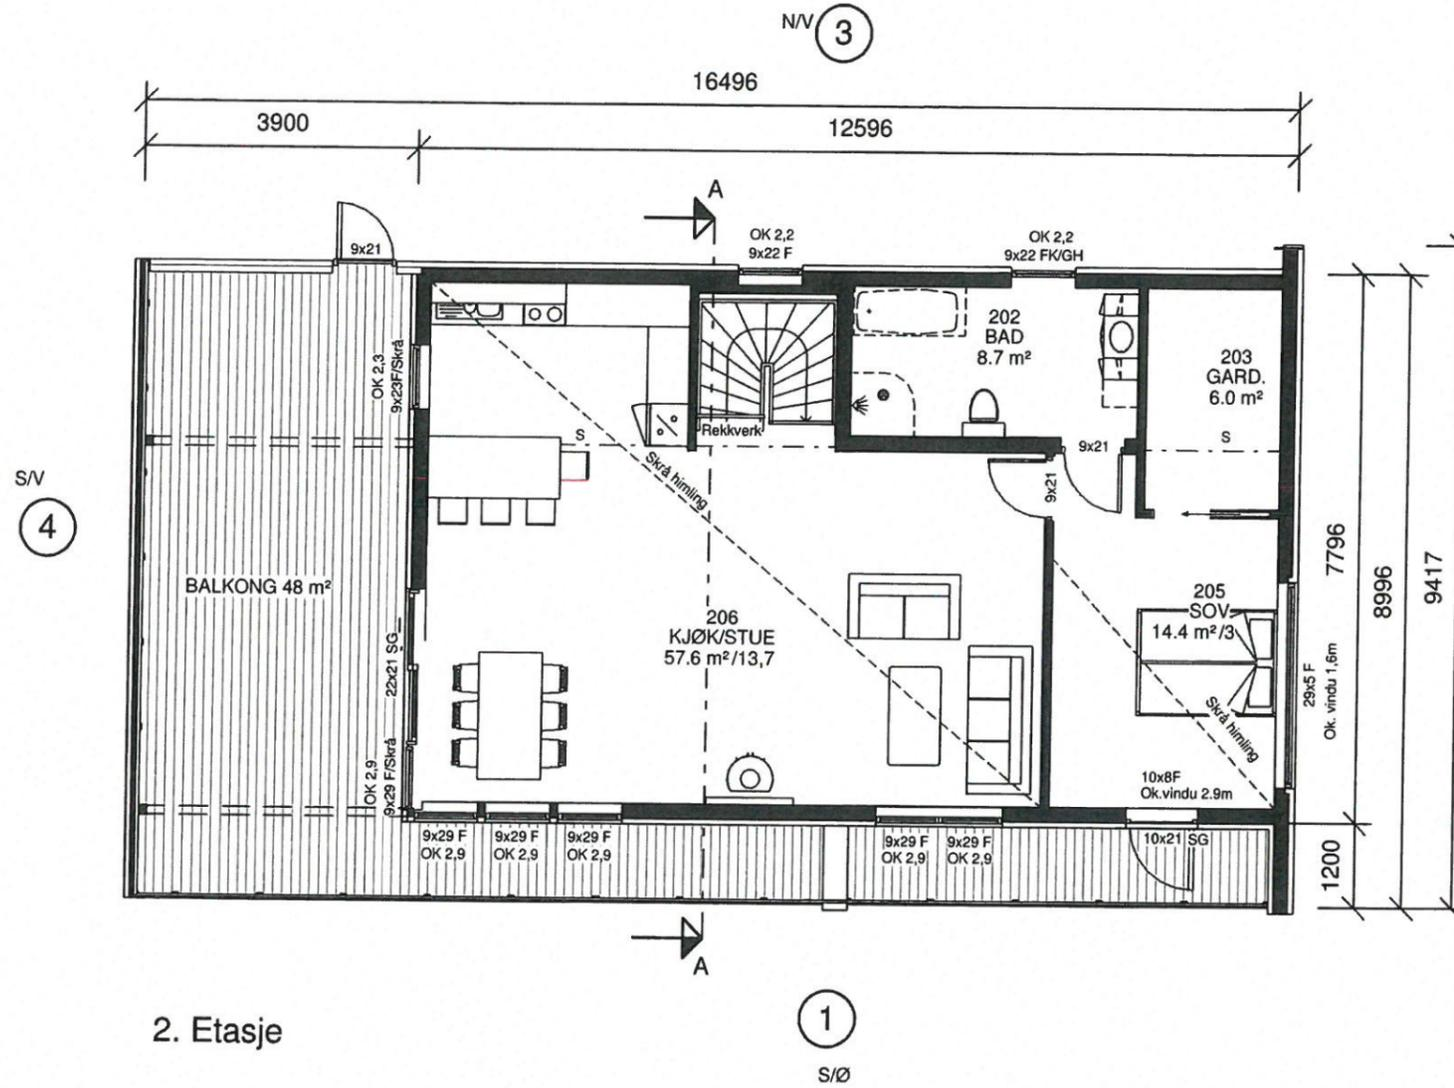 N/V 3
16496
3900
12596
A
9x21
OK 2,2
9x22 F
OK 2,2
9x22 FK/GH
202
BAD
8.7 m²
203
GARD.
6.0 m²
OK 2,3
9x23F/Skrå
Rekkverk
S
S
9x21
9x21
Skrå himling
S/V
4
BALKONG 48 m²
206
KJØK/STUE
57.6 m²/13,7
205
SOV
14.4 m²/3
22x21 SG
OK 2,9
9x29 F/Skrå
Skrå himling
29x5 F
Ok. vindu 1,6m
7796
8996
9417
10x8F
Ok.vindu 2.9m
9x29 F
OK 2,9
9x29 F
OK 2,9
9x29 F
OK 2,9
9x29 F
OK 2,9
9x29 F
OK 2,9
10x21 SG
1200
A
2. Etasje
1
S/Ø